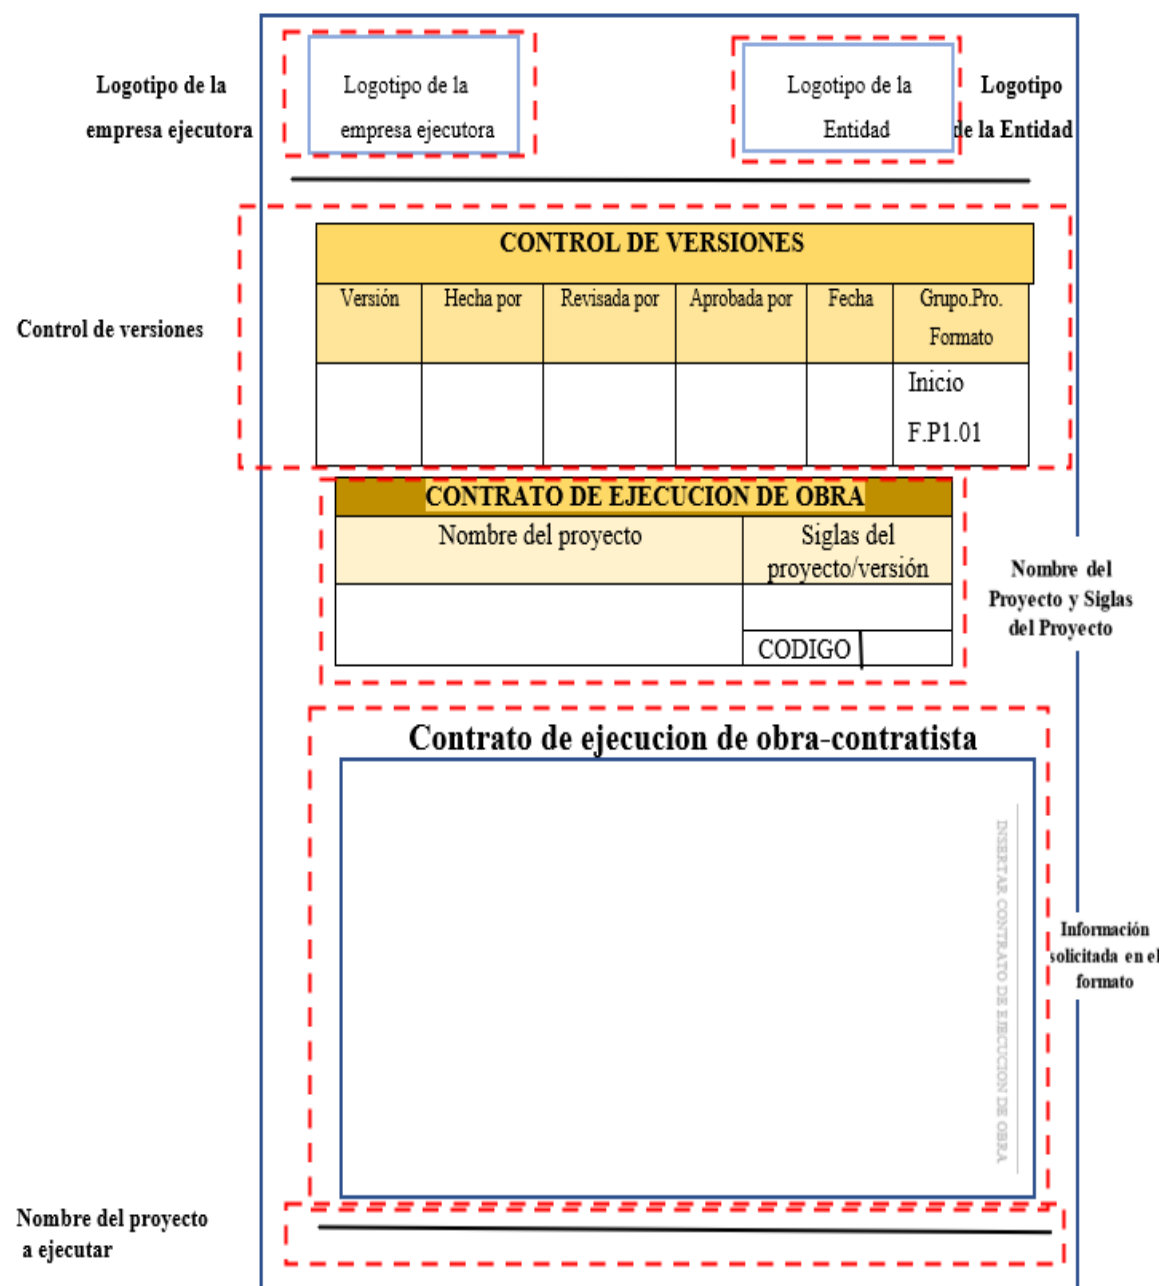 Logotipo de la
empresa ejecutora
Logotipo de la
empresa ejecutora
Logotipo de la
Entidad
Logotipo
de la Entidad
Control de versiones
CONTROL DE VERSIONES
Versión
Hecha por
Revisada por
Aprobada por
Fecha
Grupo.Pro.
Formato
Inicio
F.P1.01
CONTRATO DE EJECUCION DE OBRA
Nombre del proyecto
Siglas del
proyecto/versión
CODIGO
Nombre del
Proyecto y Siglas
del Proyecto
Contrato de ejecucion de obra-contratista
INSERTAR CONTRATO DE EJECUCION DE OBRA
Información
solicitada en el
formato
Nombre del proyecto
a ejecutar